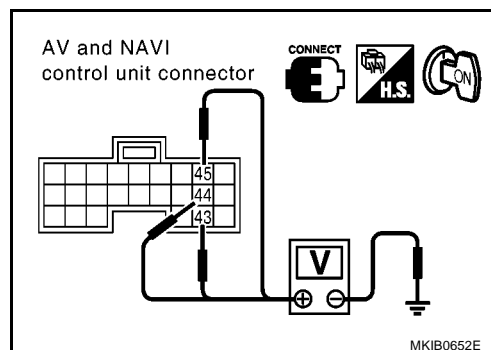 AV and NAVI
control unit connector
CONNECT
H.S.
ON
45
44
43
V
MKIB0652E